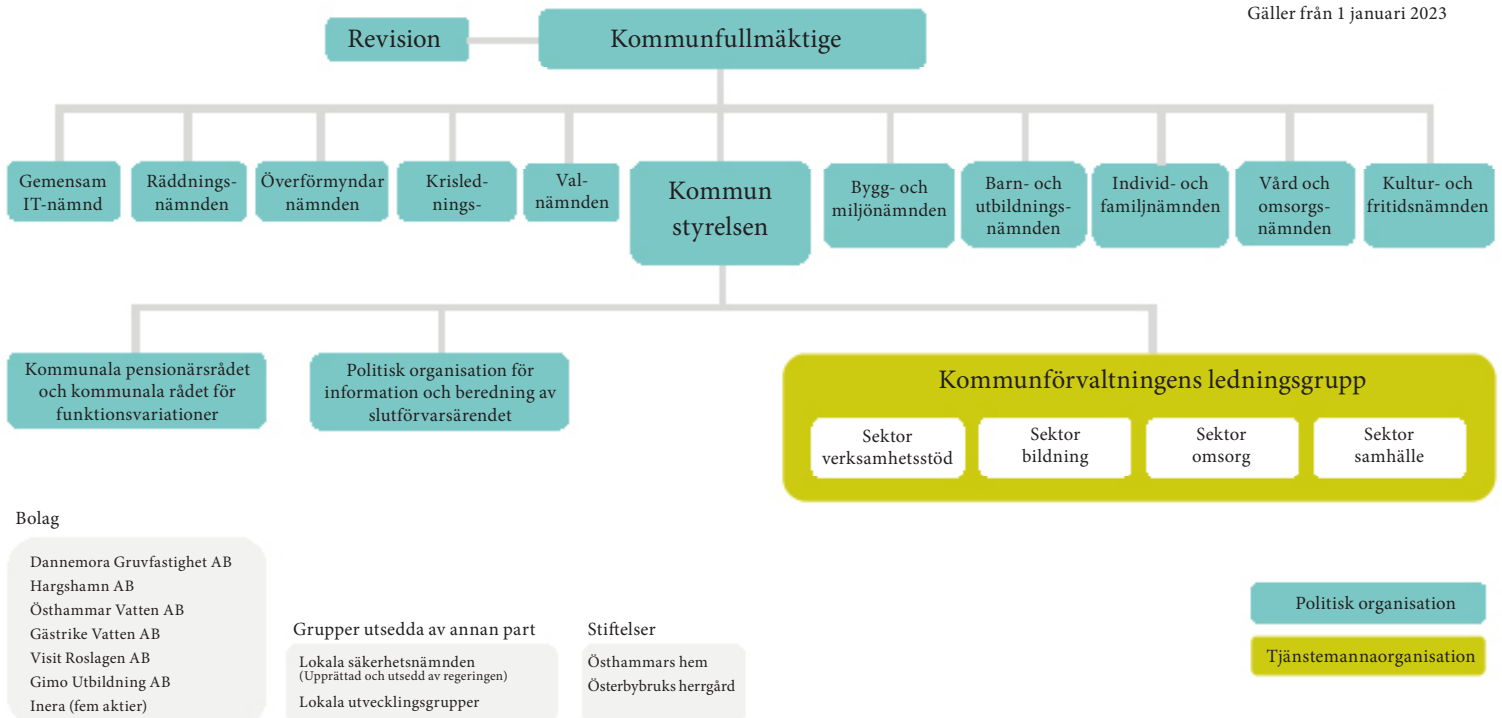 Gäller från 1 januari 2023
Revision
Kommunfullmäktige
Gemensam
IT-nämnd
Räddnings-
nämnden
Överförmyndar
nämnden
Krisled-
nings-
Val-
nämnden
Kommun
styrelsen
Bygg- och
miljönämnden
Barn- och
utbildnings-
nämnden
Individ- och
familjnämnden
Vård och
omsorgs-
nämnden
Kultur- och
fritidsnämnden
Kommunala pensionärsrådet
och kommunala rådet för
funktionsvariationer
Politisk organisation för
information och beredning av
slutförvarsärendet
Kommunförvaltningens ledningsgrupp
Sektor
verksamhetsstöd
Sektor
bildning
Sektor
omsorg
Sektor
samhälle
Bolag
Dannemora Gruvfastighet AB
Hargshamn AB
Östhammar Vatten AB
Gästrike Vatten AB
Visit Roslagen AB
Gimo Utbildning AB
Inera (fem aktier)
Grupper utsedda av annan part
Lokala säkerhetsnämnden
(Upprättad och utsedd av regeringen)
Lokala utvecklingsgrupper
Stiftelser
Östhammars hem
Österbybruks herrgård
Politisk organisation
Tjänstemannaorganisation